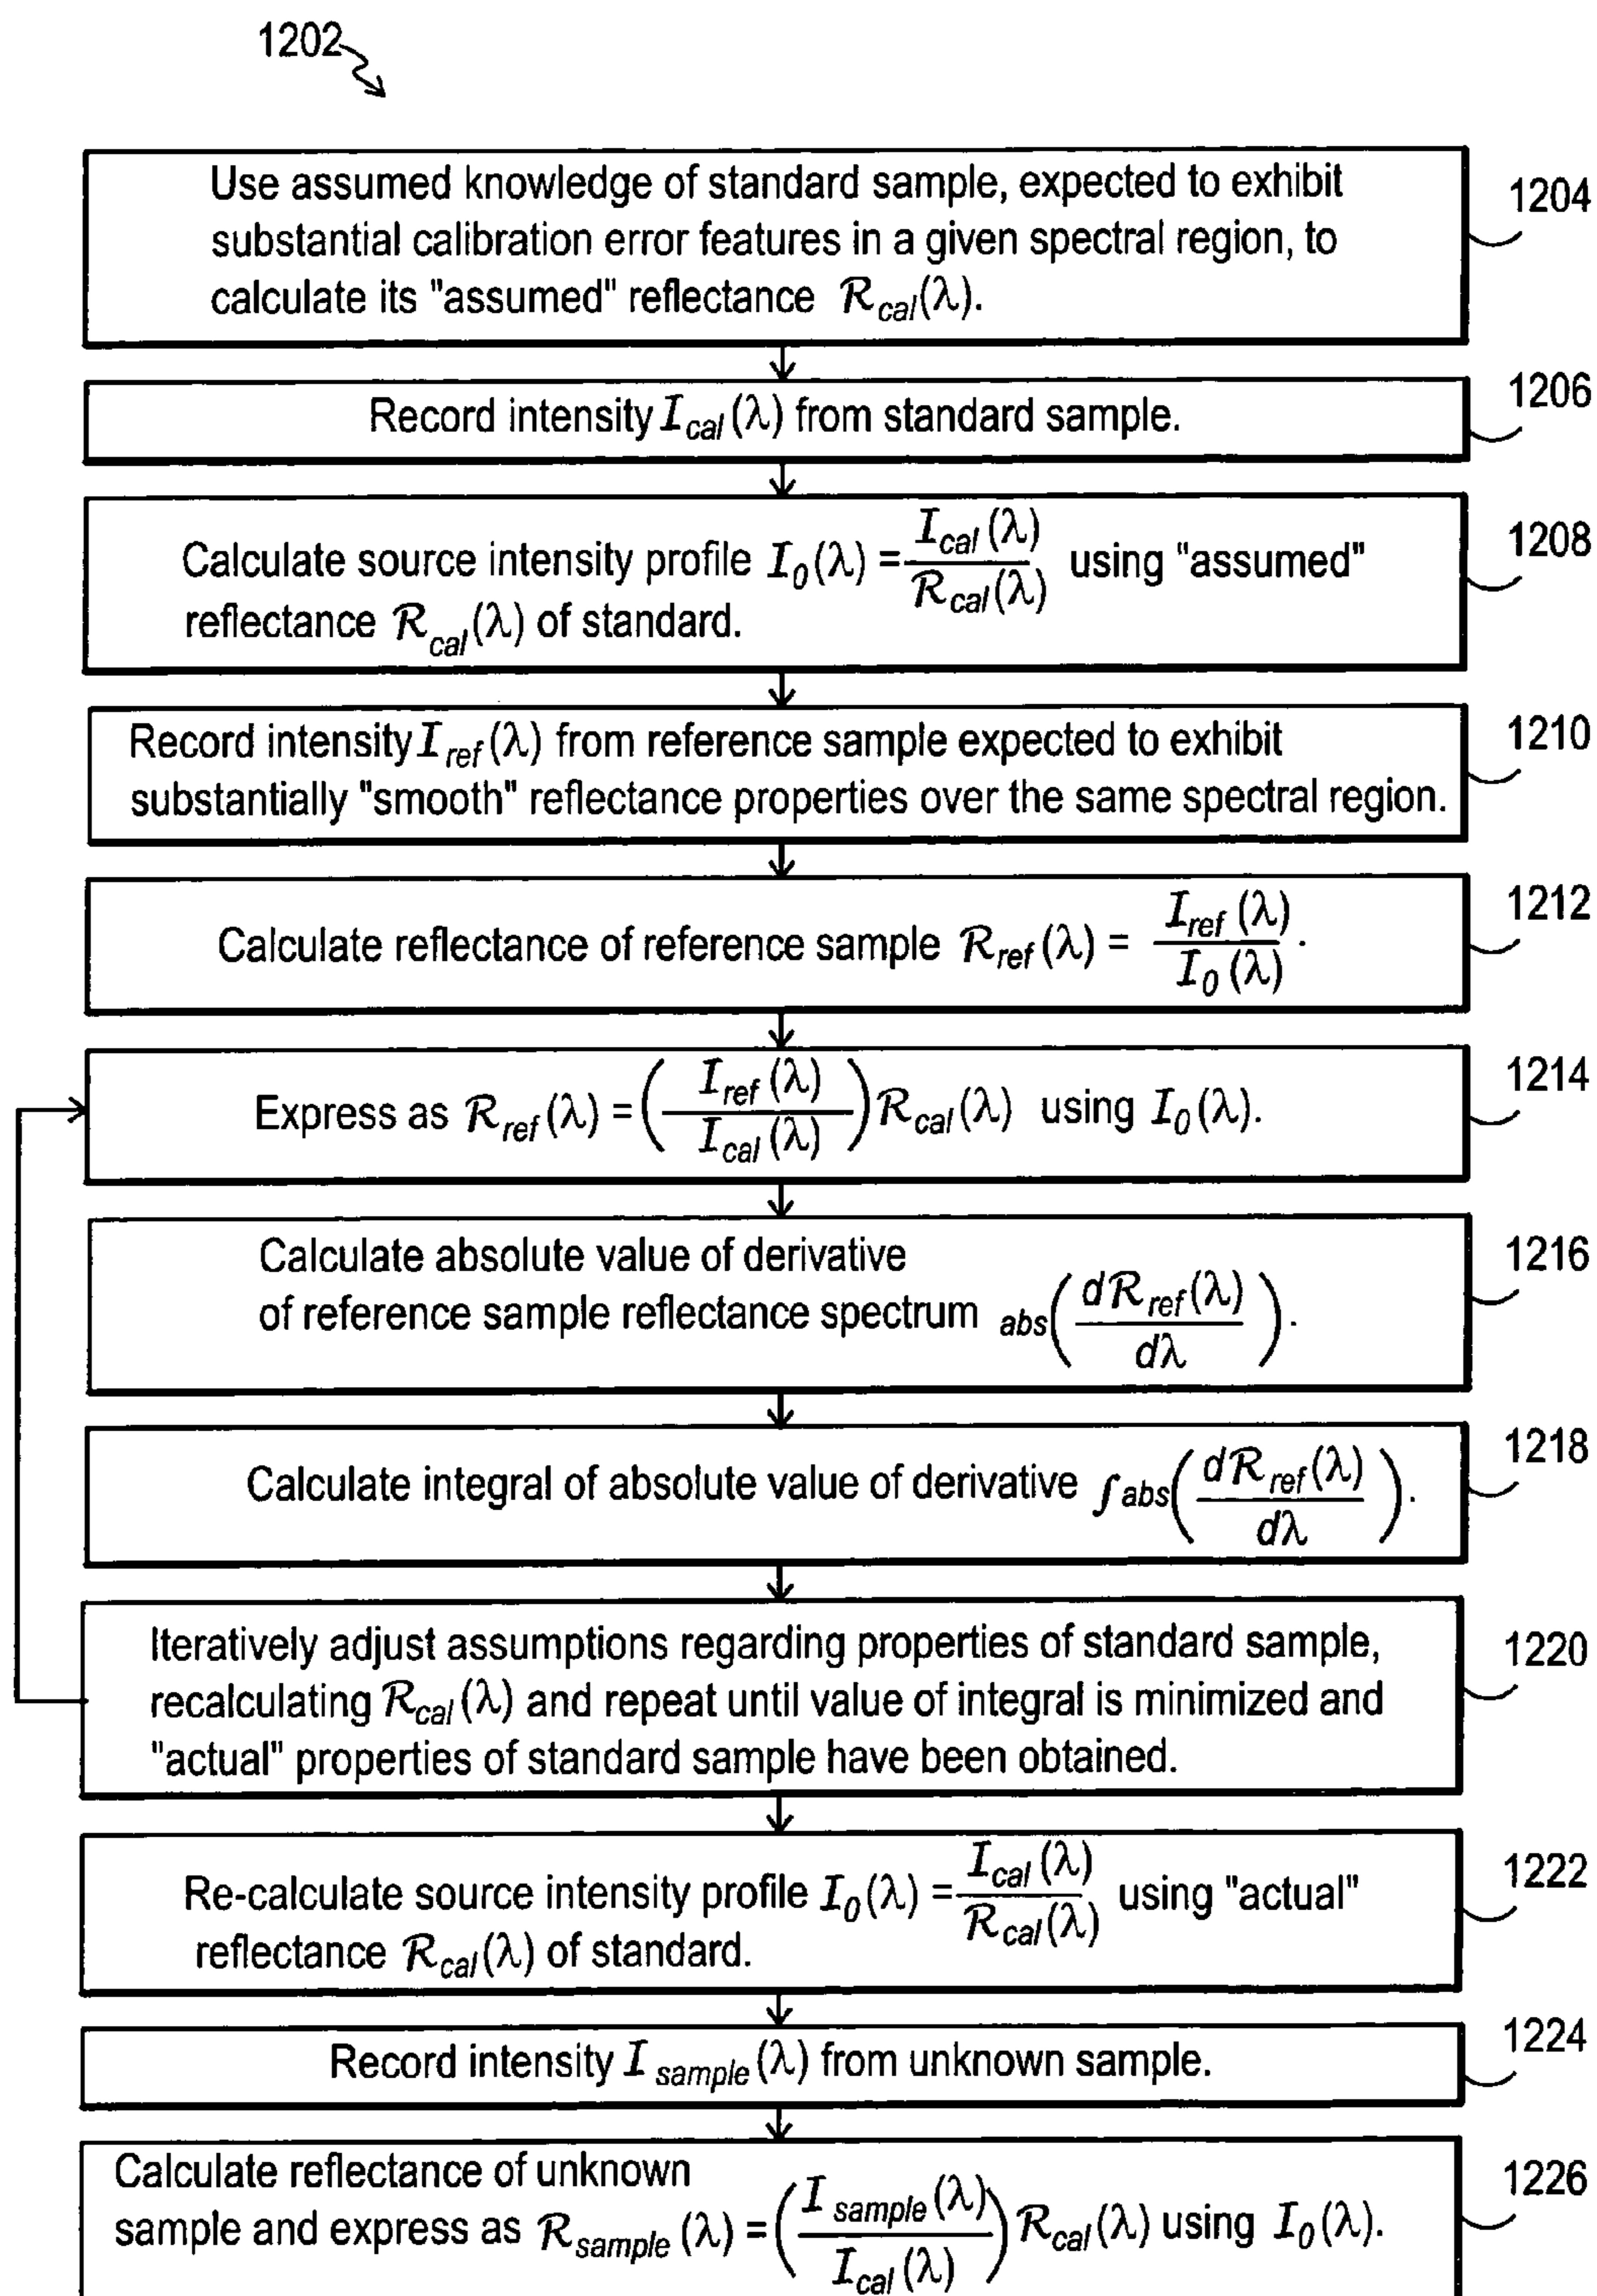 1202
Use assumed knowledge of standard sample, expected to exhibit
substantial calibration error features in a given spectral region, to
calculate its "assumed" reflectance R_cal(λ).
1204
Record intensity I_cal(λ) from standard sample.
1206
Calculate source intensity profile I_0(λ) = I_cal(λ) / R_cal(λ) using "assumed"
reflectance R_cal(λ) of standard.
1208
Record intensity I_ref(λ) from reference sample expected to exhibit
substantially "smooth" reflectance properties over the same spectral region.
1210
Calculate reflectance of reference sample R_ref(λ) = I_ref(λ) / I_0(λ).
1212
Express as R_ref(λ) = (I_ref(λ) / I_cal(λ)) R_cal(λ) using I_0(λ).
1214
Calculate absolute value of derivative
of reference sample reflectance spectrum abs(dR_ref(λ) / dλ).
1216
Calculate integral of absolute value of derivative ∫abs(dR_ref(λ) / dλ).
1218
Iteratively adjust assumptions regarding properties of standard sample,
recalculating R_cal(λ) and repeat until value of integral is minimized and
"actual" properties of standard sample have been obtained.
1220
Re-calculate source intensity profile I_0(λ) = I_cal(λ) / R_cal(λ) using "actual"
reflectance R_cal(λ) of standard.
1222
Record intensity I_sample(λ) from unknown sample.
1224
Calculate reflectance of unknown
sample and express as R_sample(λ) = (I_sample(λ) / I_cal(λ)) R_cal(λ) using I_0(λ).
1226